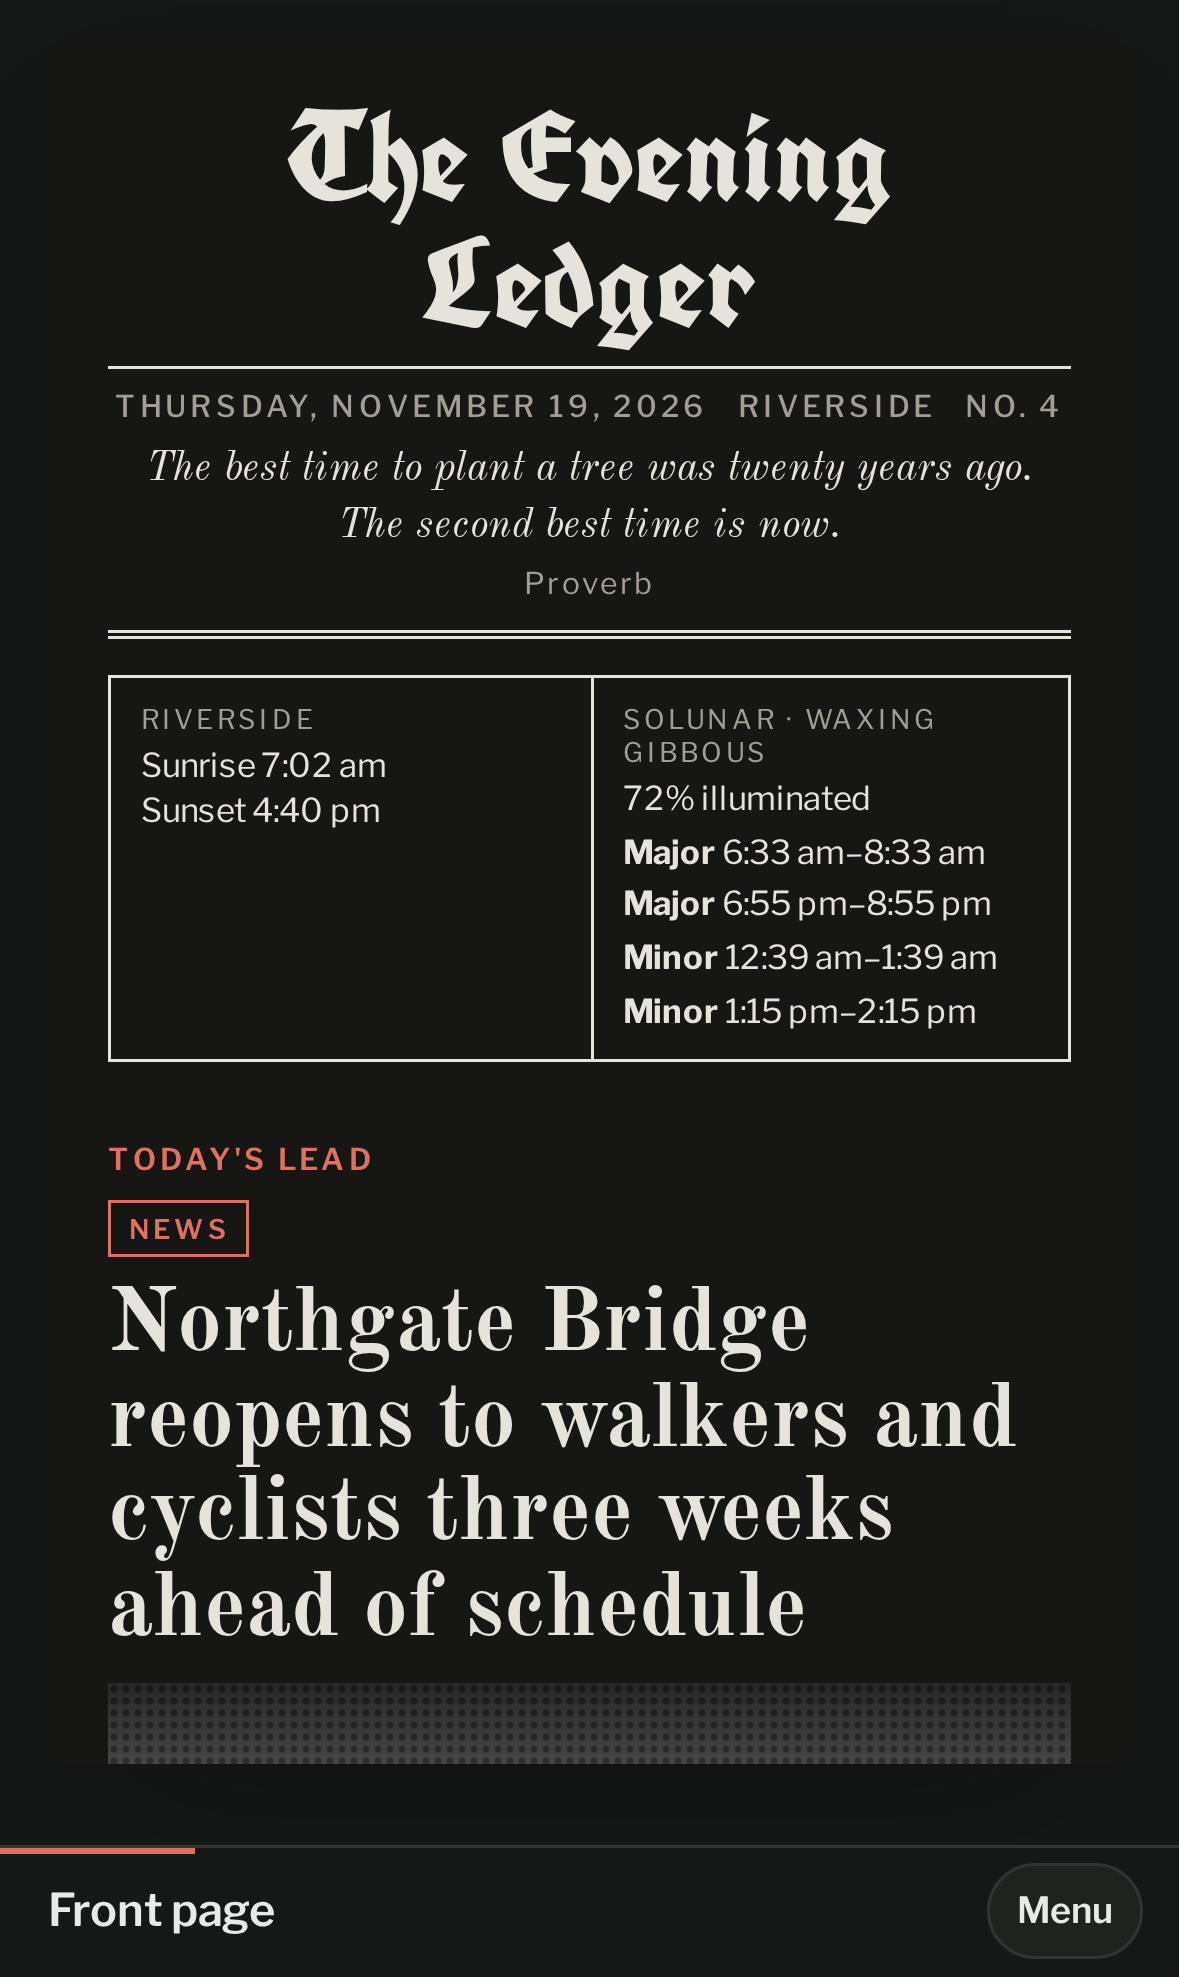 The Evening
Ledger
THURSDAY, NOVEMBER 19, 2026 RIVERSIDE NO. 4
The best time to plant a tree was twenty years ago.
The second best time is now.
Proverb
RIVERSIDE
Sunrise 7:02 am
Sunset 4:40 pm
SOLUNAR · WAXING
GIBBOUS
72% illuminated
Major 6:33 am–8:33 am
Major 6:55 pm–8:55 pm
Minor 12:39 am–1:39 am
Minor 1:15 pm–2:15 pm
TODAY'S LEAD
NEWS
Northgate Bridge
reopens to walkers and
cyclists three weeks
ahead of schedule
Front page
Menu